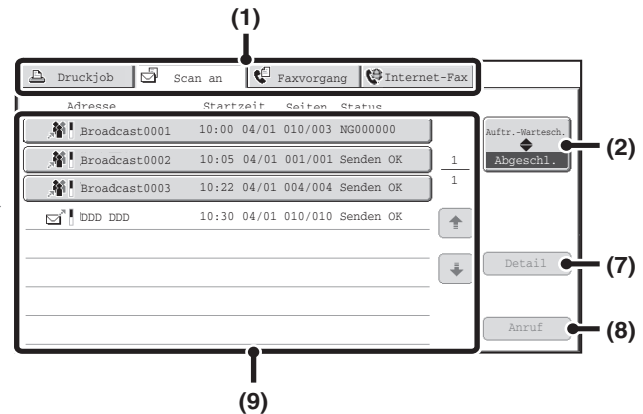 (1)
Druckjob Scan an Faxvorgang Internet-Fax
Adresse Startzeit Seiten Status
Broadcast0001 10:00 04/01 010/003 NG000000
Broadcast0002 10:05 04/01 001/001 Senden OK
Broadcast0003 10:22 04/01 004/004 Senden OK
DDD DDD 10:30 04/01 010/010 Senden OK
1
1
Auftr.-Wartesch.
Abgeschl.
(2)
Detail
(7)
Anruf
(8)
(9)